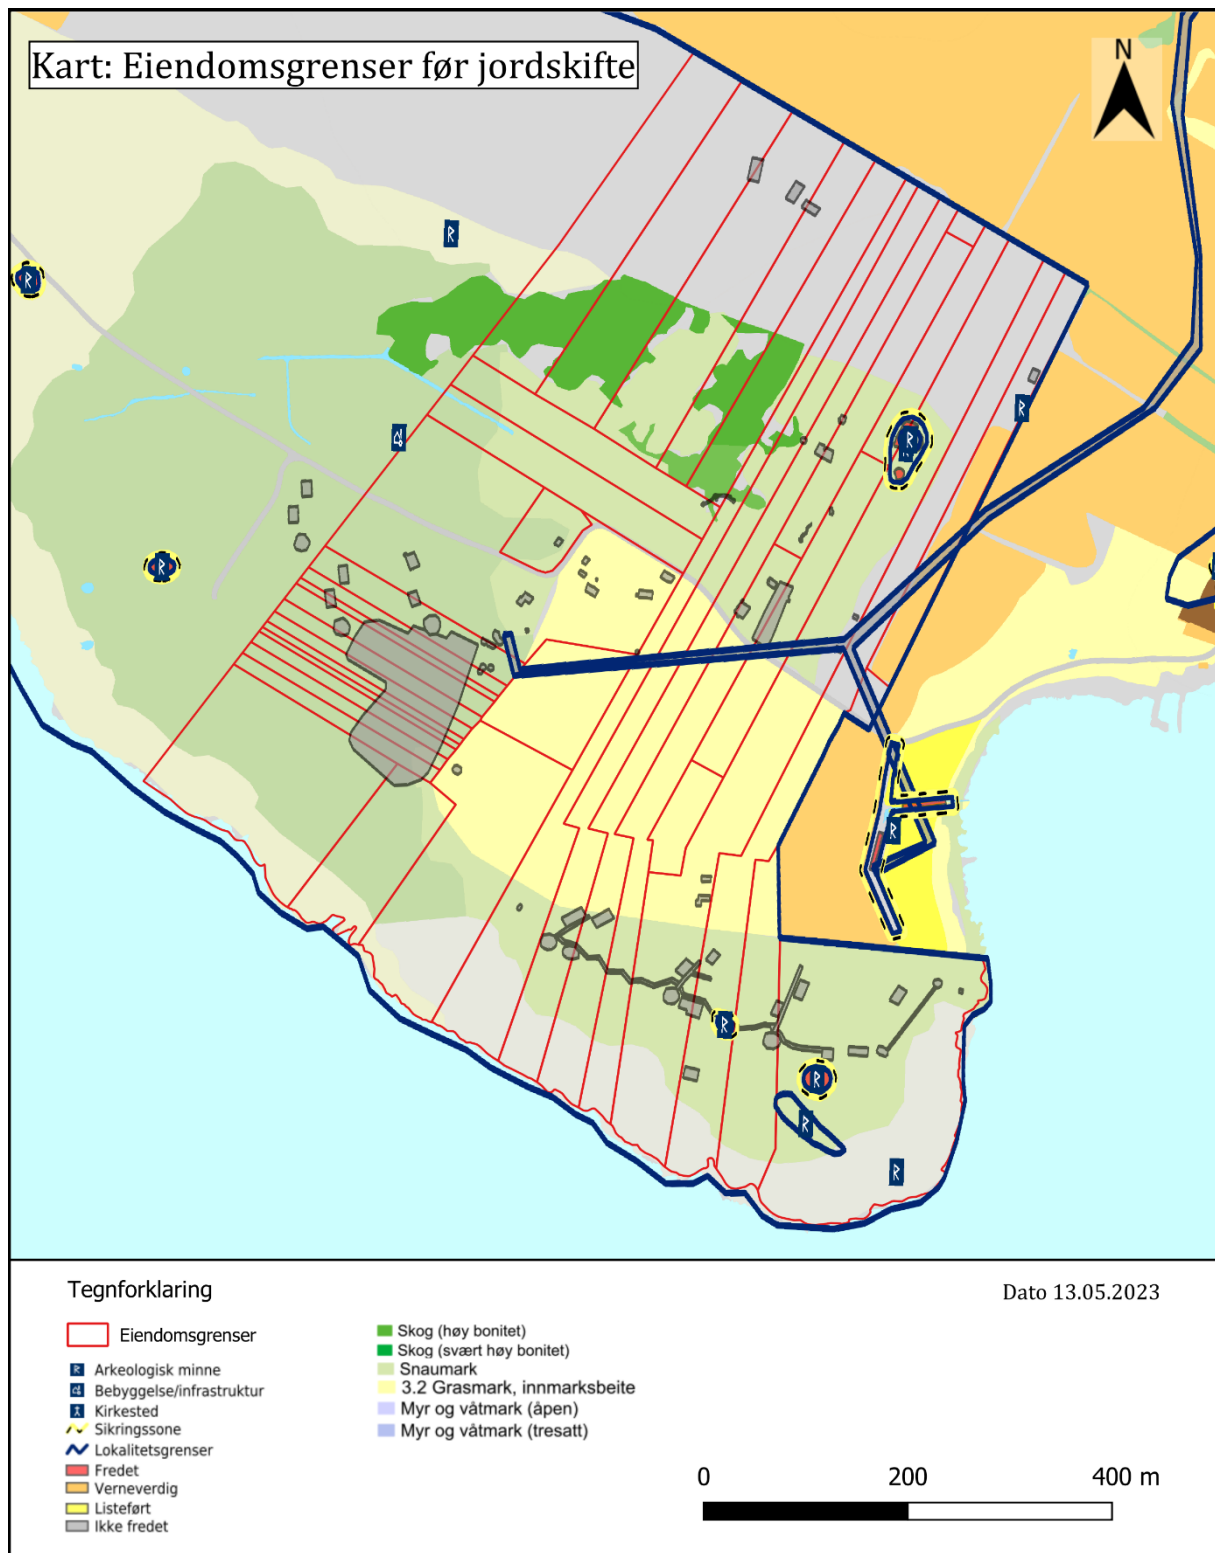 Kart: Eiendomsgrenser før jordskifte
N
Tegnforklaring
Dato 13.05.2023
Eiendomsgrenser
Arkeologisk minne
Bebyggelse/infrastruktur
Kirkested
Sikringssone
Lokalitetsgrenser
Fredet
Verneverdig
Listeført
Ikke fredet
Skog (høy bonitet)
Skog (svært høy bonitet)
Snaumark
3.2 Grasmark, innmarksbeite
Myr og våtmark (åpen)
Myr og våtmark (tresatt)
0 200 400 m